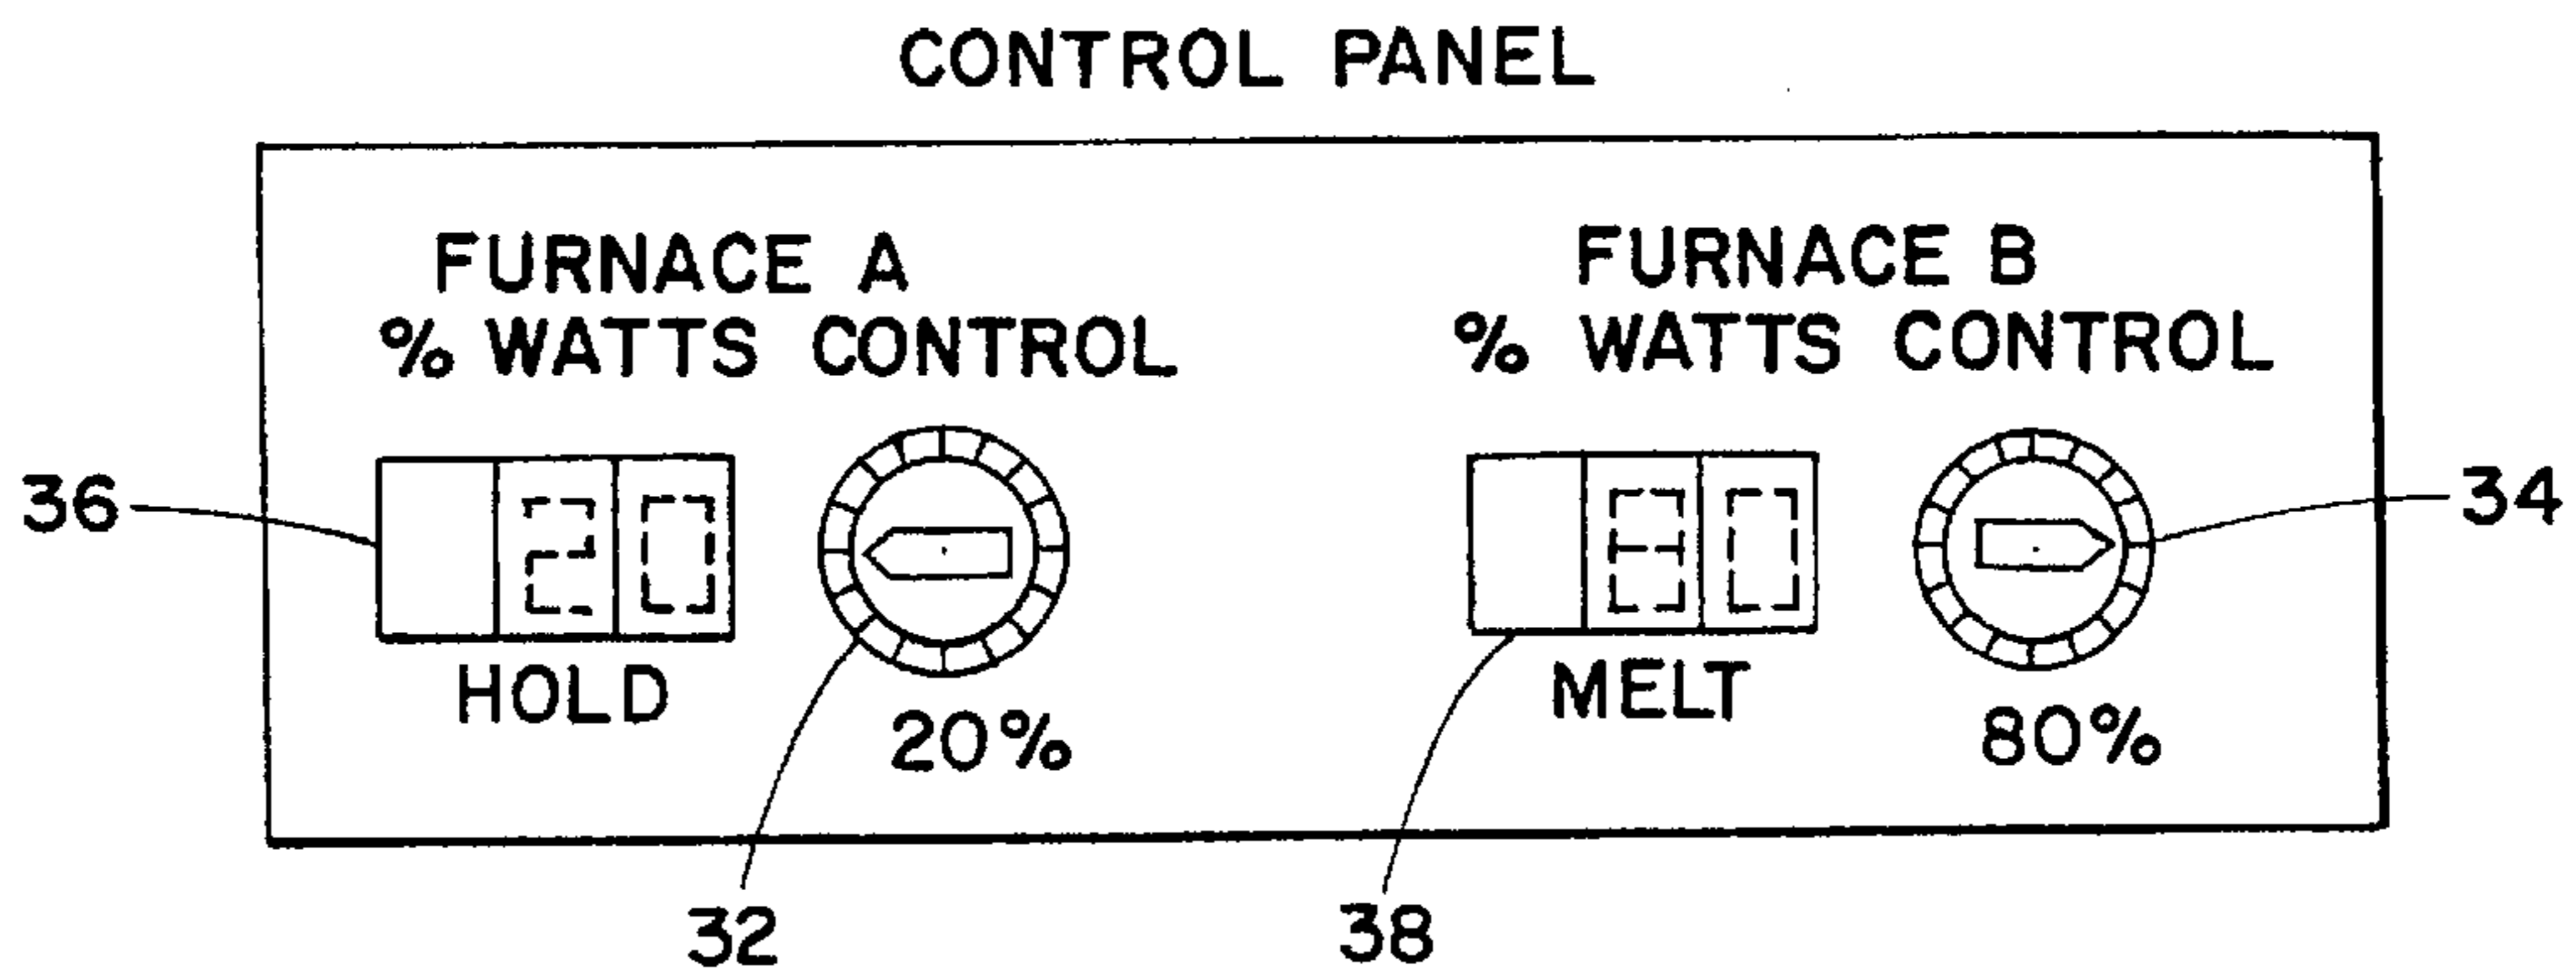 CONTROL PANEL
FURNACE A
% WATTS CONTROL
20
HOLD
20%
FURNACE B
% WATTS CONTROL
80
MELT
80%
36
32
38
34